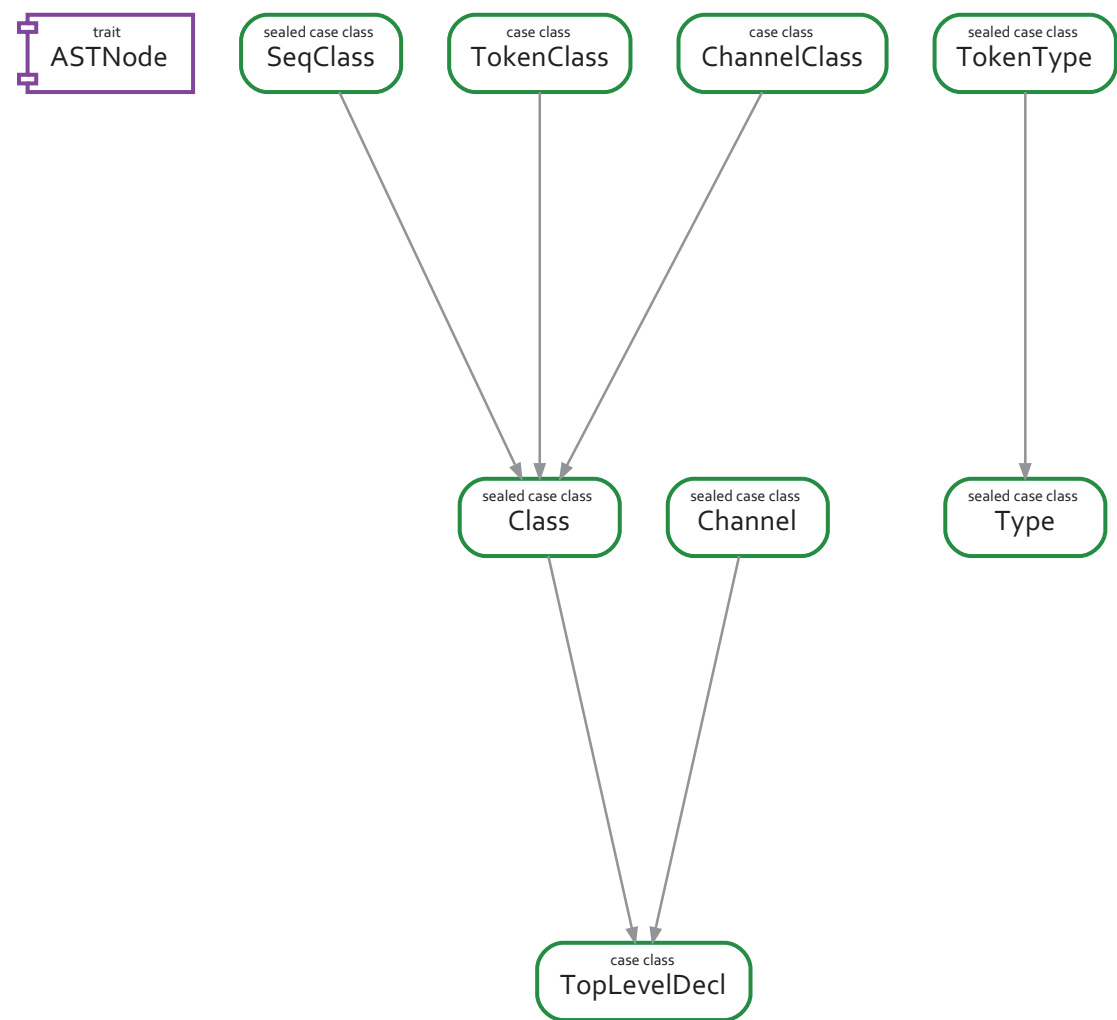 trait
ASTNode
sealed case class
SeqClass
case class
TokenClass
case class
ChannelClass
sealed case class
TokenType
sealed case class
Class
sealed case class
Channel
sealed case class
Type
case class
TopLevelDecl